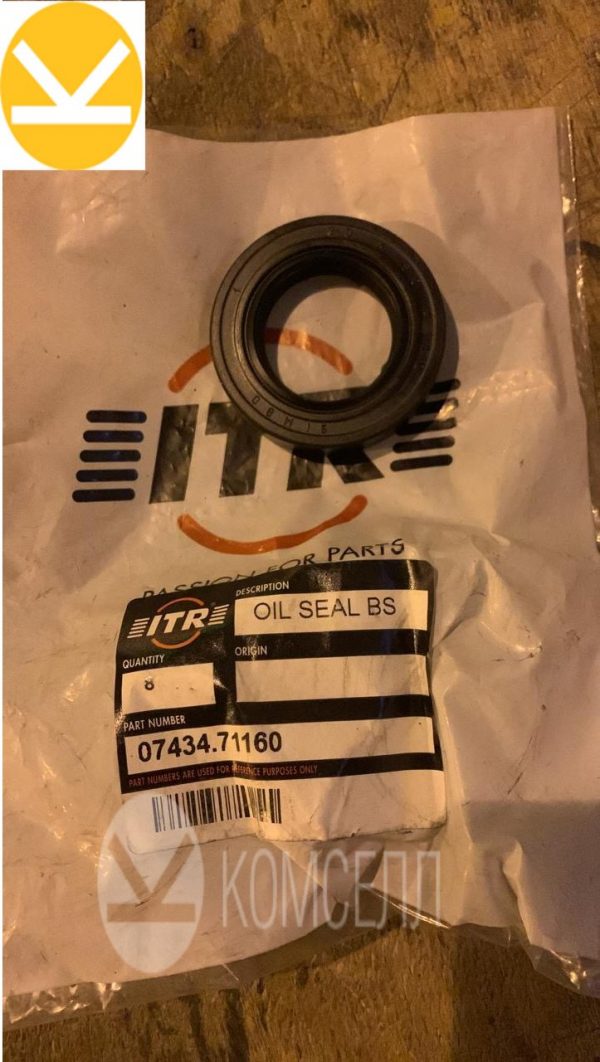 ITR
PASSION FOR PARTS
ITR
DESCRIPTION
OIL SEAL BS
QUANTITY
8
ORIGIN
PART NUMBER
07434.71160
PART NUMBERS ARE USED FOR REFERENCE PURPOSES ONLY
КОМСЕЛЛ